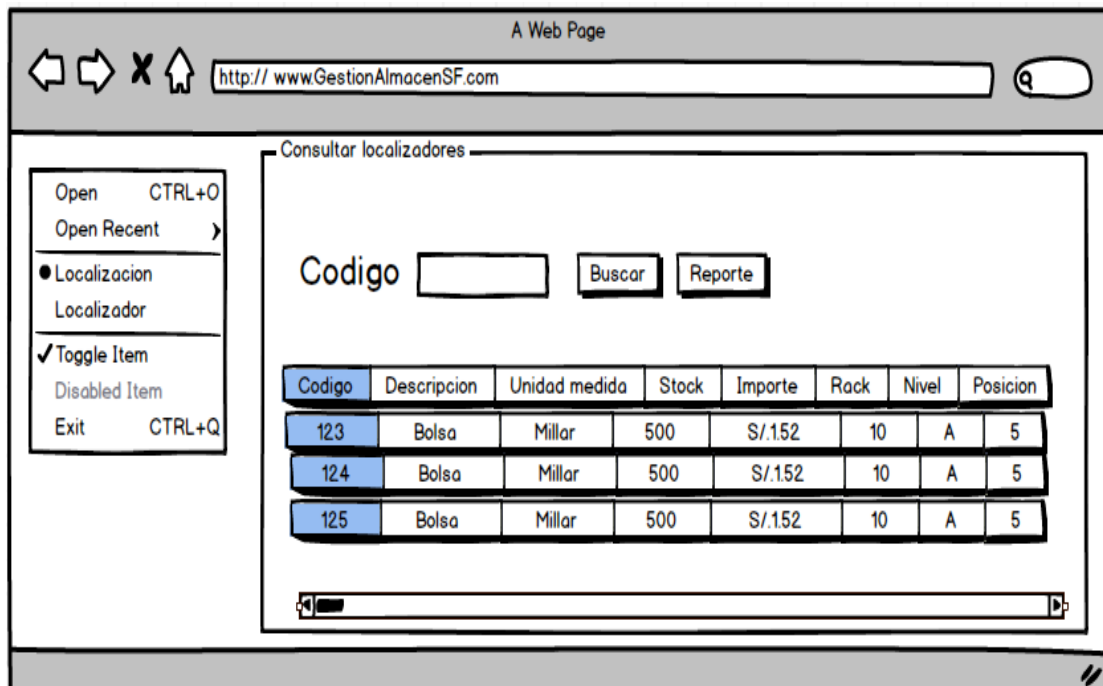 A Web Page
http:// www.GestionAlmacenSF.com
Open CTRL+O
Open Recent
Localizacion
Localizador
Toggle Item
Disabled Item
Exit CTRL+Q
Consultar localizadores
Codigo Buscar Reporte
Codigo Descripcion Unidad medida Stock Importe Rack Nivel Posicion
123 Bolsa Millar 500 S/.1.52 10 A 5
124 Bolsa Millar 500 S/.1.52 10 A 5
125 Bolsa Millar 500 S/.1.52 10 A 5